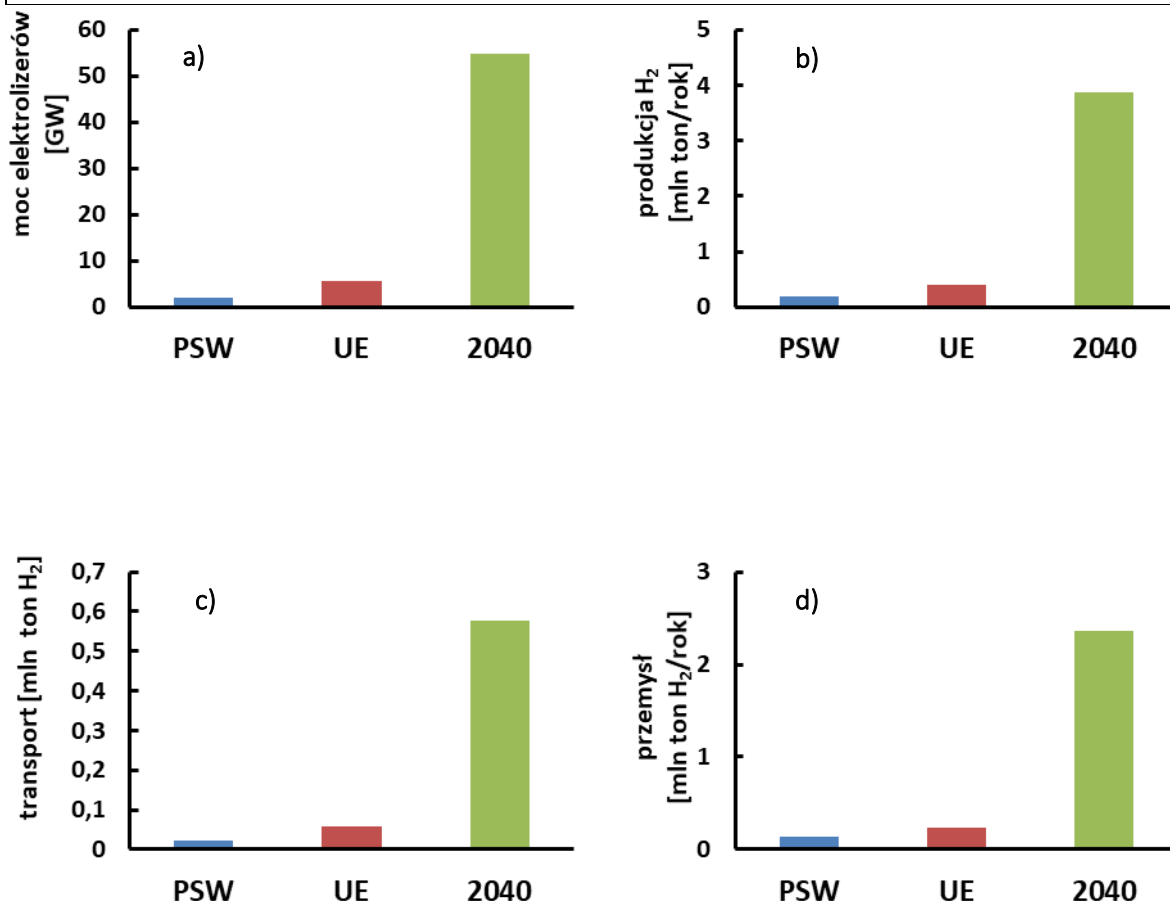 a)
moc elektrolizerów
[GW]
60
50
40
30
20
10
0
PSW UE 2040
b)
produkcja H₂
[mln ton/rok]
5
4
3
2
1
0
PSW UE 2040
c)
transport [mln ton H₂]
0,7
0,6
0,5
0,4
0,3
0,2
0,1
0
PSW UE 2040
d)
przemysł
[mln ton H₂/rok]
3
2
1
0
PSW UE 2040